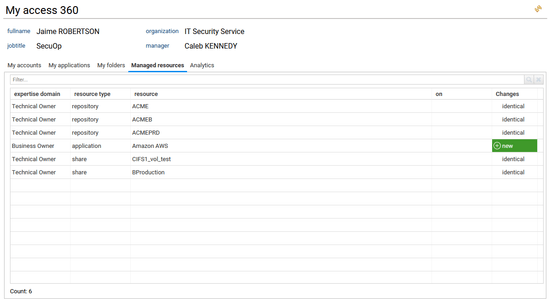 My access 360
fullname Jaime ROBERTSON organization IT Security Service
jobtitle SecuOp manager Caleb KENNEDY
My accounts My applications My folders Managed resources Analytics
Filter...
expertise domain resource type resource on Changes
Technical Owner repository ACME identical
Technical Owner repository ACMEB identical
Technical Owner repository ACMEPRD identical
Business Owner application Amazon AWS new
Technical Owner share CIFS1_vol_test identical
Technical Owner share BProduction identical
Count: 6